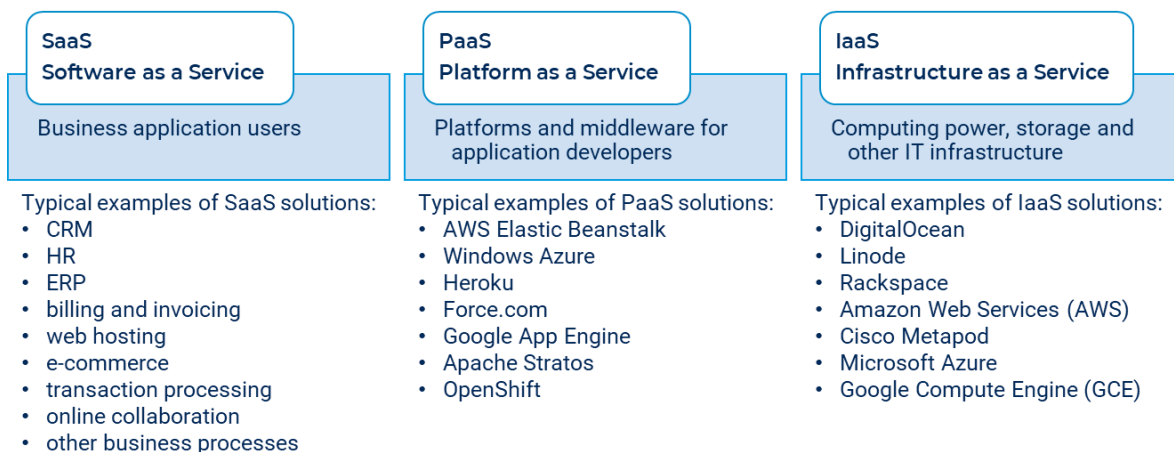 SaaS
Software as a Service
Business application users
Typical examples of SaaS solutions:
• CRM
• HR
• ERP
• billing and invoicing
• web hosting
• e-commerce
• transaction processing
• online collaboration
• other business processes
PaaS
Platform as a Service
Platforms and middleware for
application developers
Typical examples of PaaS solutions:
• AWS Elastic Beanstalk
• Windows Azure
• Heroku
• Force.com
• Google App Engine
• Apache Stratos
• OpenShift
IaaS
Infrastructure as a Service
Computing power, storage and
other IT infrastructure
Typical examples of IaaS solutions:
• DigitalOcean
• Linode
• Rackspace
• Amazon Web Services (AWS)
• Cisco Metapod
• Microsoft Azure
• Google Compute Engine (GCE)